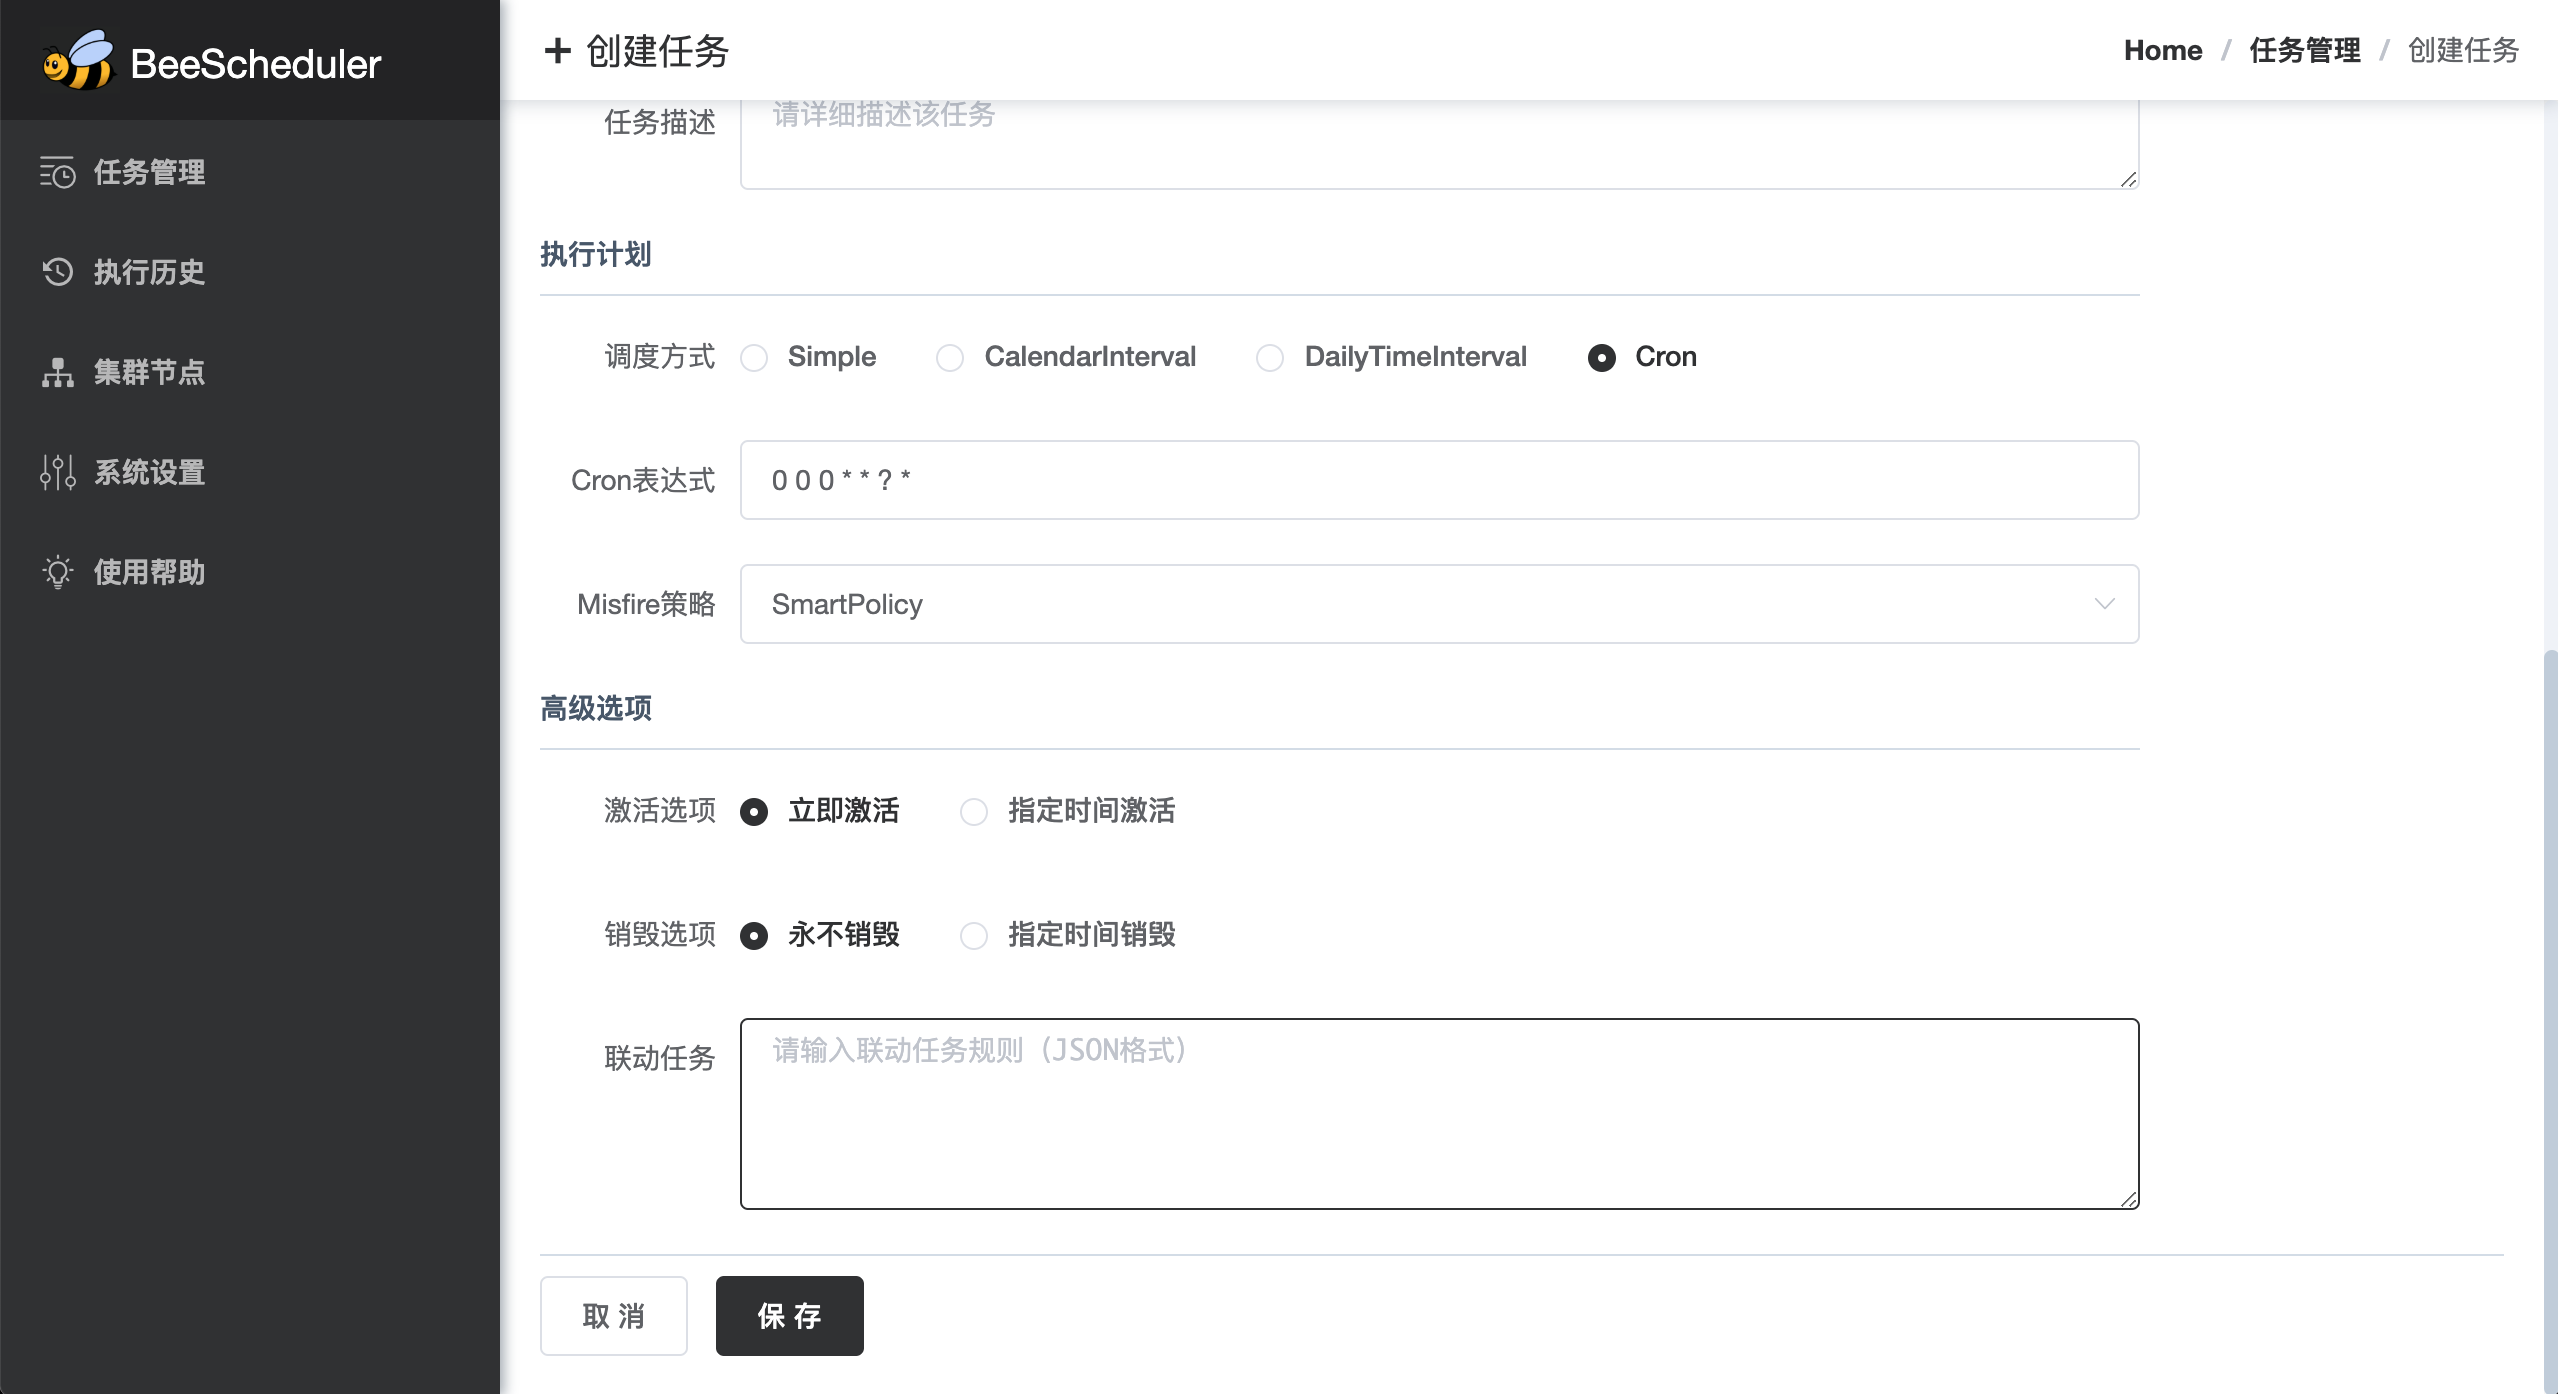 BeeScheduler
任务管理
执行历史
集群节点
系统设置
使用帮助
+ 创建任务
Home / 任务管理 / 创建任务
任务描述 请详细描述该任务
执行计划
调度方式 Simple CalendarInterval DailyTimeInterval Cron
Cron表达式 0 0 0 * * ? *
Misfire策略 SmartPolicy
高级选项
激活选项 立即激活 指定时间激活
销毁选项 永不销毁 指定时间销毁
联动任务 请输入联动任务规则（JSON格式）
取 消 保 存